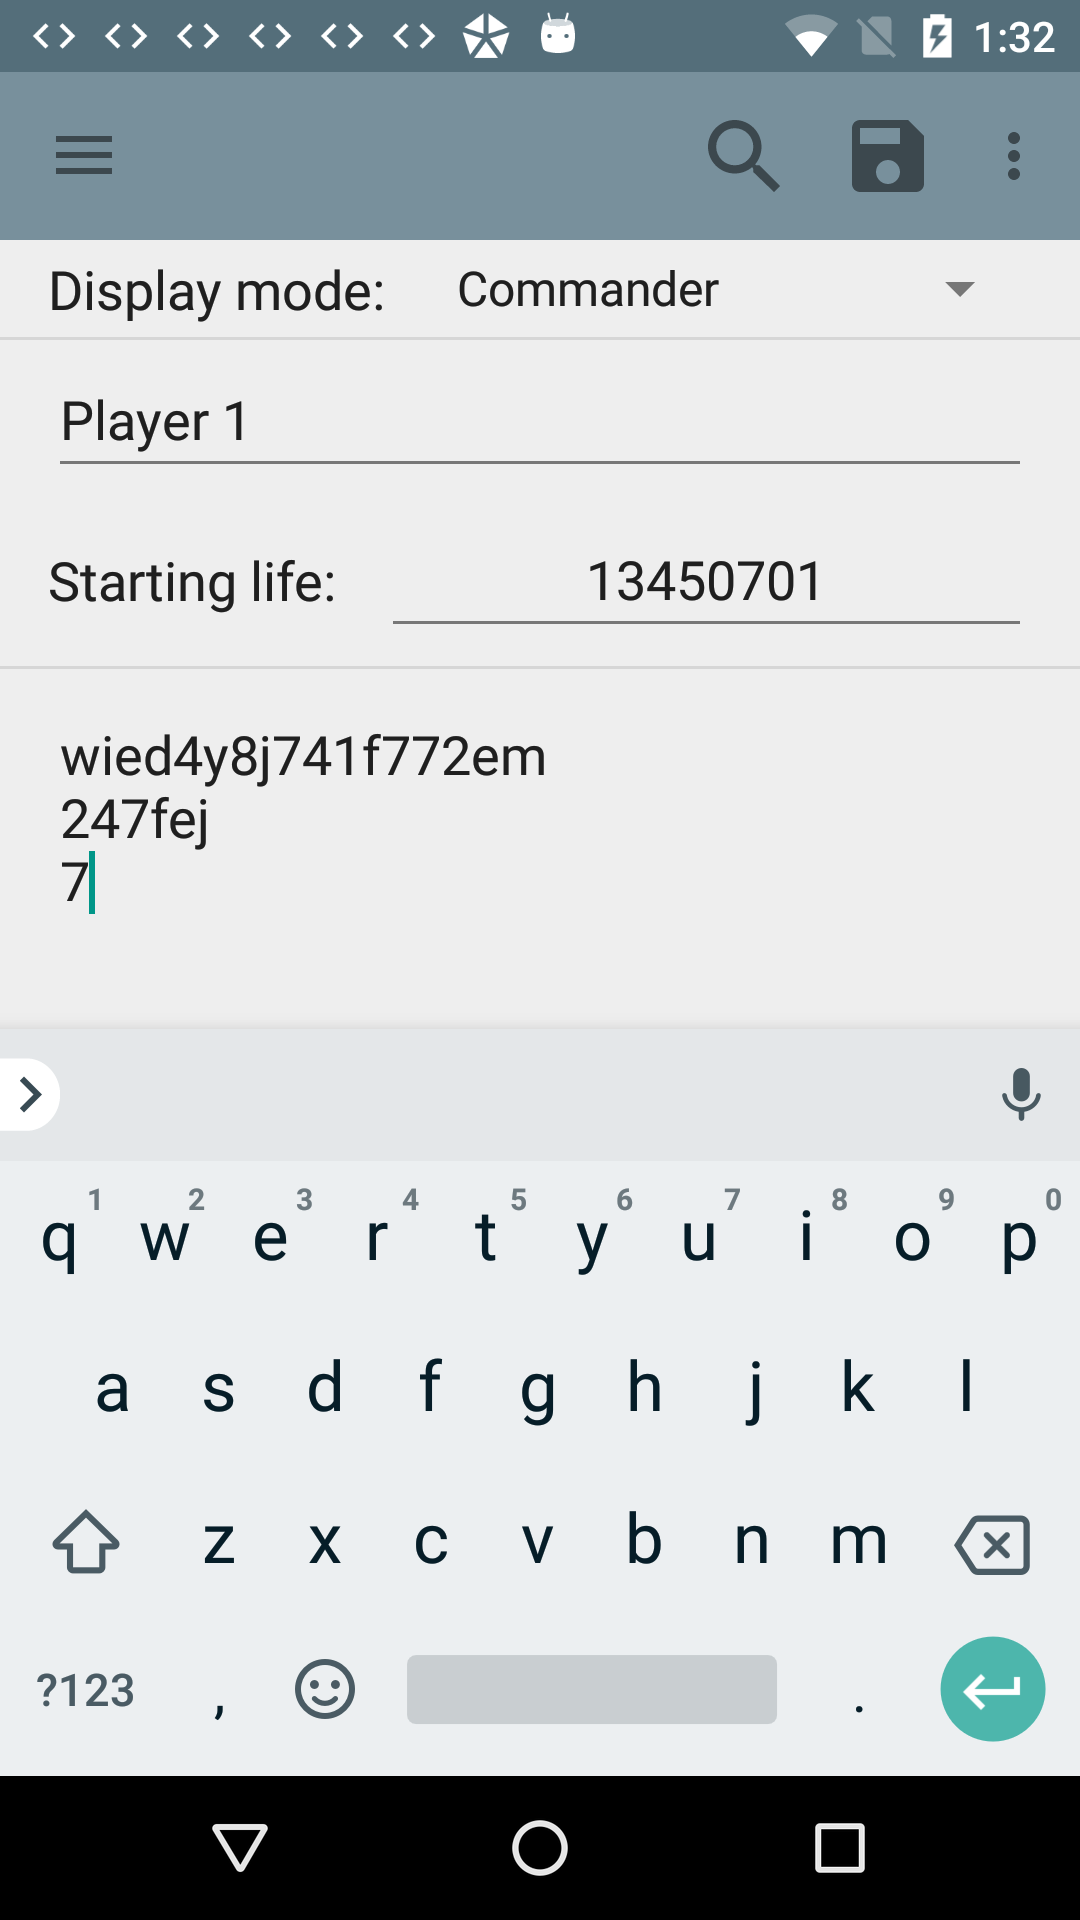 1:32
Display mode: Commander
Player 1
Starting life: 13450701
wied4y8j741f772em
247fej
7
1 2 3 4 5 6 7 8 9 0
q w e r t y u i o p
a s d f g h j k l
z x c v b n m
?123 , .